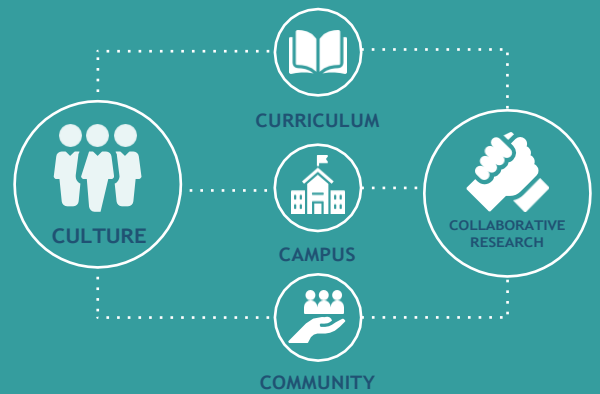 CURRICULUM
CULTURE
CAMPUS
COLLABORATIVE
RESEARCH
COMMUNITY